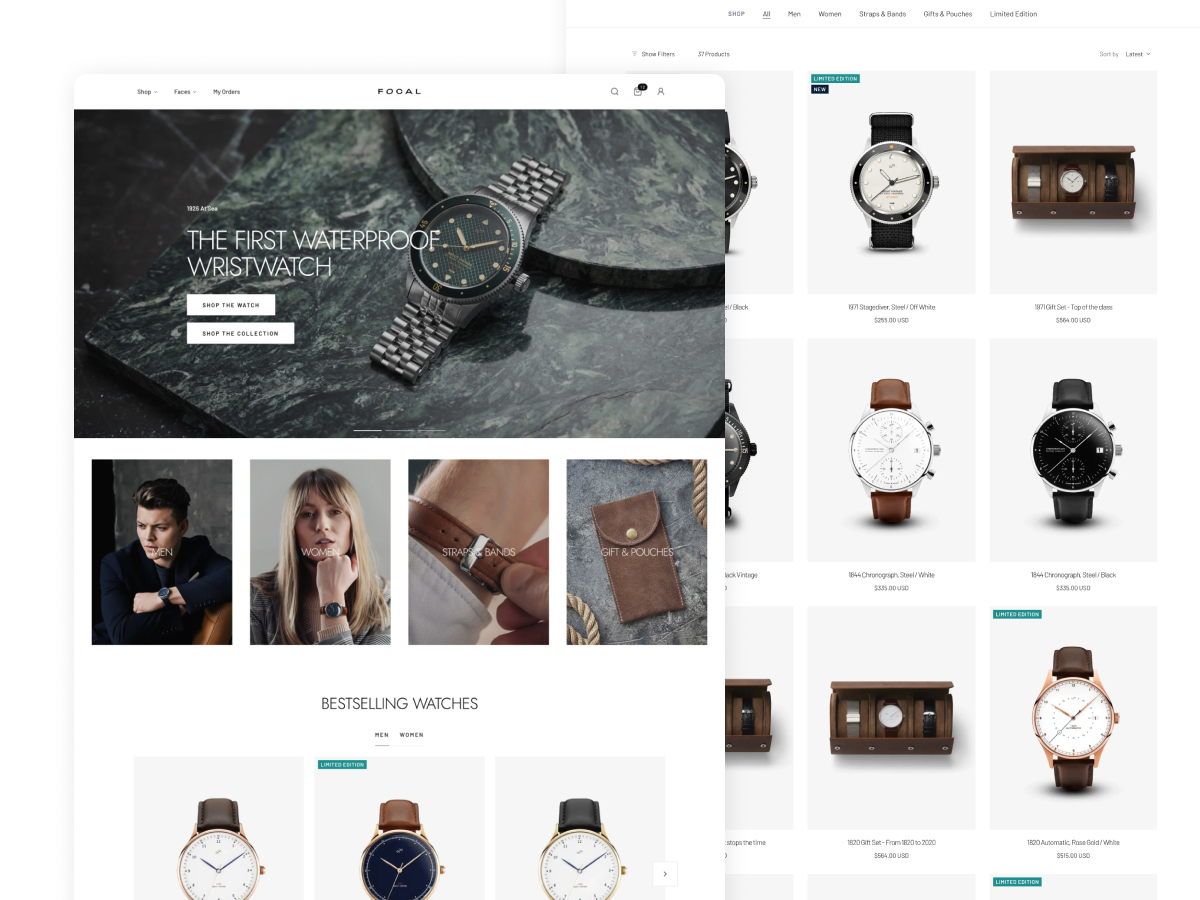 SHOP All Men Women Straps & Bands Gifts & Pouches Limited Edition
Show Filters 37 Products Sort by Latest
Shop Faces My Orders
FOCAL
1926 At Sea
THE FIRST WATERPROOF
WRISTWATCH
SHOP THE WATCH
SHOP THE COLLECTION
MEN
WOMEN
STRAPS & BANDS
GIFT & POUCHES
BESTSELLING WATCHES
MEN WOMEN
LIMITED EDITION
LIMITED EDITION
NEW
/ Black
1971 Stagediver, Steel / Off White
$255.00 USD
1971 Gift Set - Top of the class
$564.00 USD
Vintage
1844 Chronograph, Steel / White
$335.00 USD
1844 Chronograph, Steel / Black
$335.00 USD
LIMITED EDITION
stops the time
1820 Gift Set - From 1820 to 2020
$564.00 USD
1820 Automatic, Rose Gold / White
$515.00 USD
LIMITED EDITION